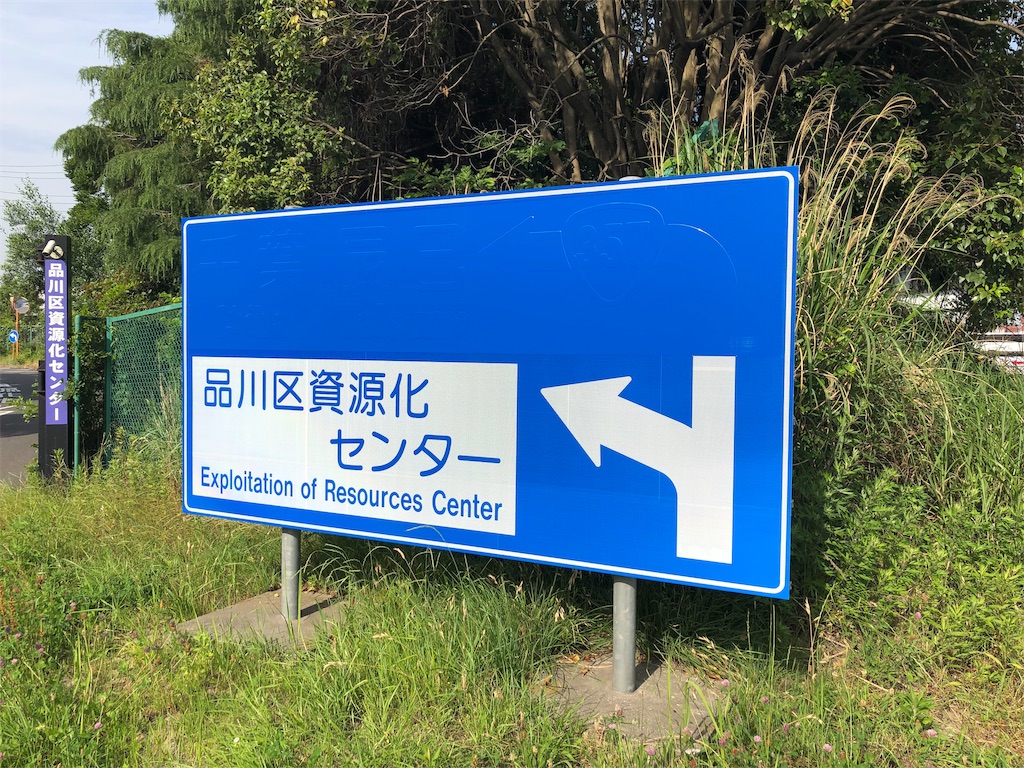 品川区資源化センター
品川区資源化
センター
Exploitation of Resources Center